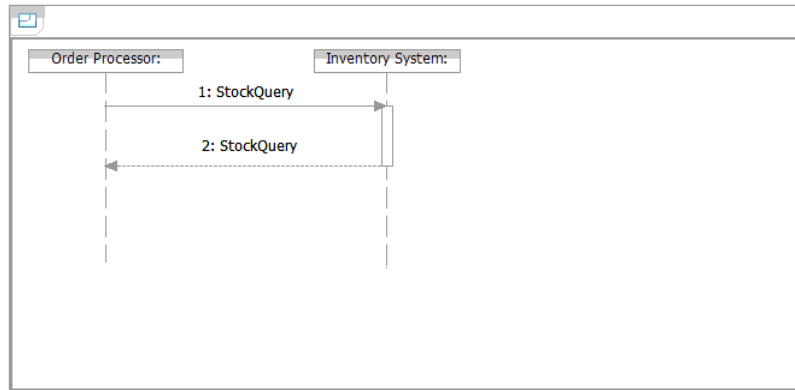 Order Processor:
Inventory System:
1: StockQuery
2: StockQuery